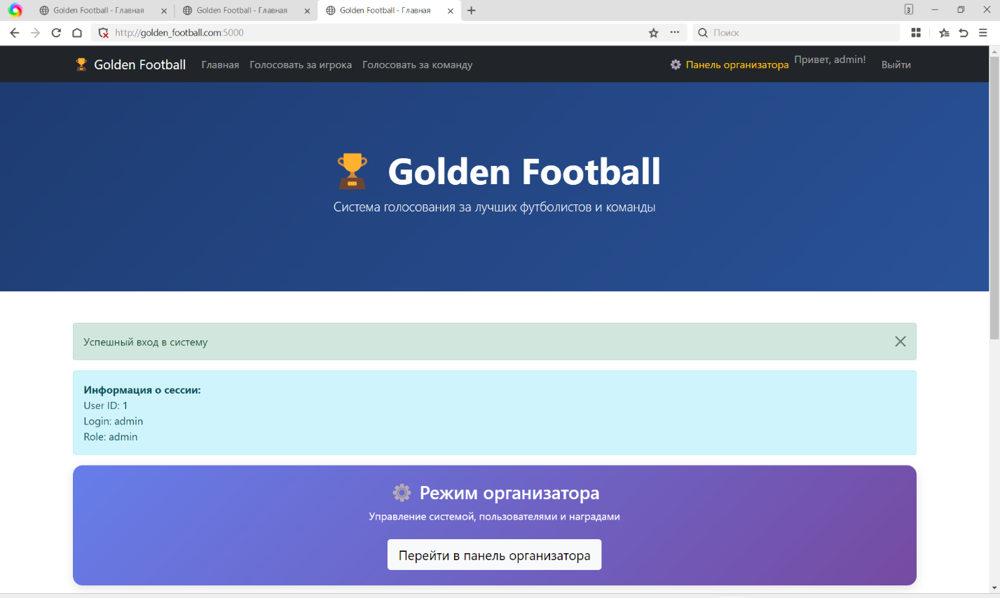 Golden Football - Главная
Golden Football - Главная
Golden Football - Главная
3
http://golden_football.com:5000
Поиск
Golden Football
Главная
Голосовать за игрока
Голосовать за команду
Панель организатора
Привет, admin!
Выйти
Golden Football
Система голосования за лучших футболистов и команды
Успешный вход в систему
Информация о сессии:
User ID: 1
Login: admin
Role: admin
Режим организатора
Управление системой, пользователями и наградами
Перейти в панель организатора